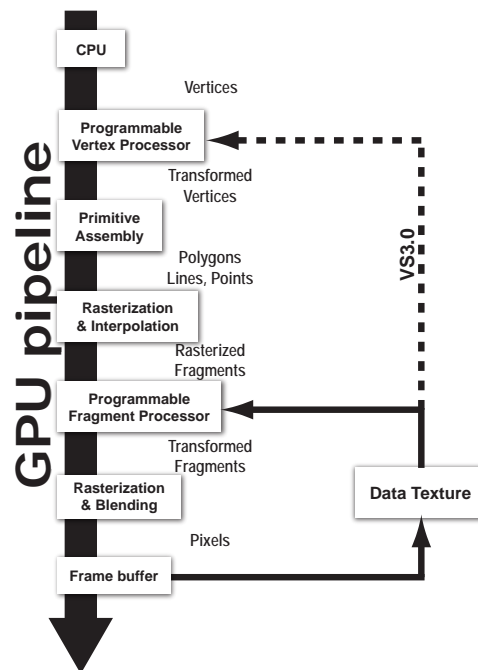 GPU pipeline
CPU
Vertices
Programmable
Vertex Processor
Transformed
Vertices
Primitive
Assembly
VS3.0
Polygons
Lines, Points
Rasterization
& Interpolation
Rasterized
Fragments
Programmable
Fragment Processor
Transformed
Fragments
Rasterization
& Blending
Data Texture
Pixels
Frame buffer